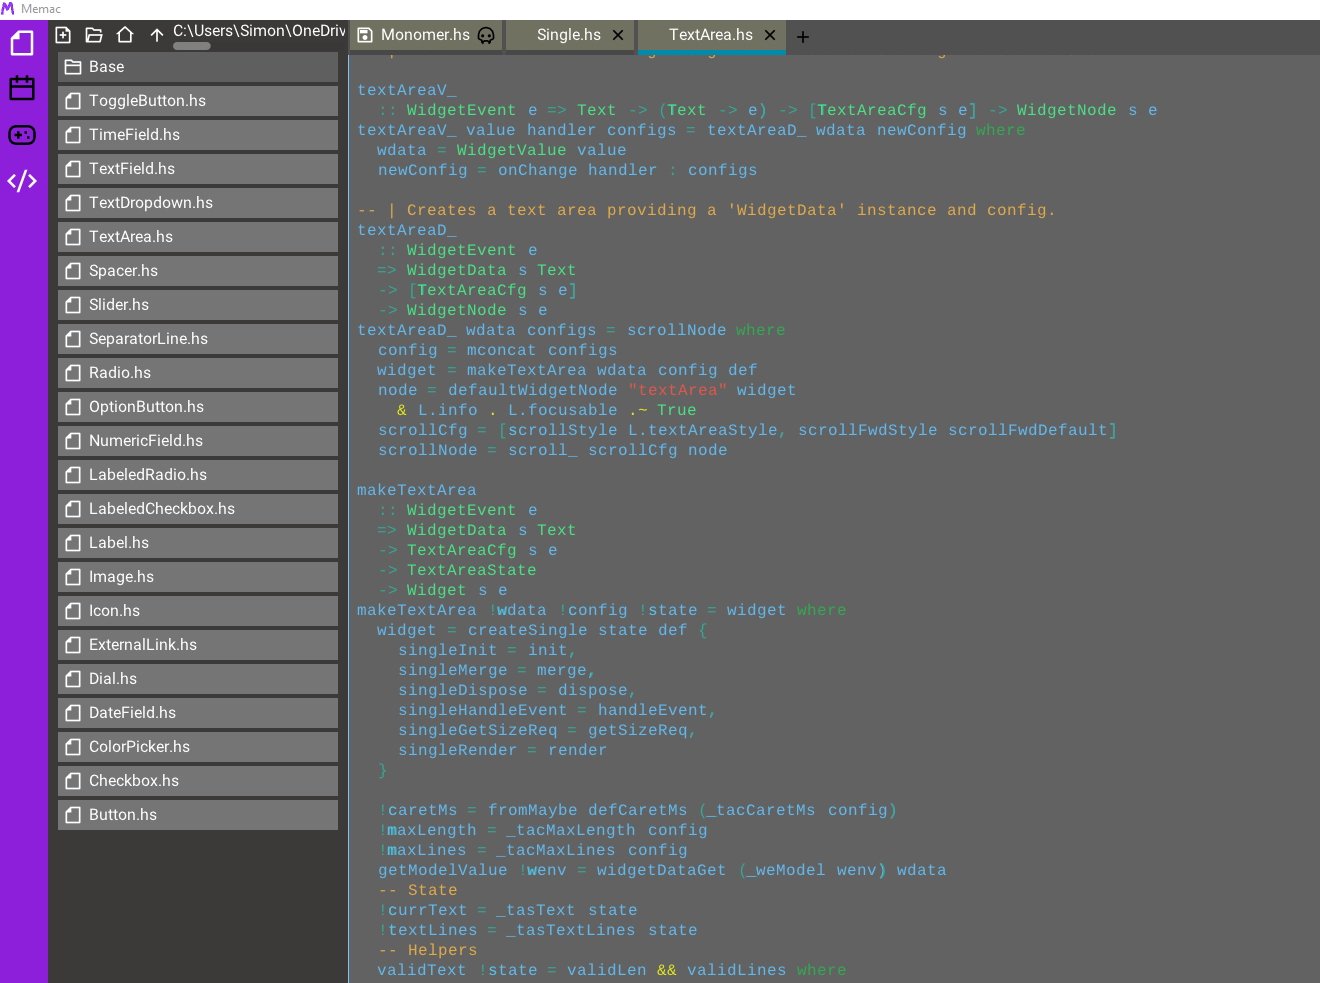 Memac
C:\Users\Simon\OneDriv
Monomer.hs
Single.hs
TextArea.hs
Base
ToggleButton.hs
TimeField.hs
TextField.hs
TextDropdown.hs
TextArea.hs
Spacer.hs
Slider.hs
SeparatorLine.hs
Radio.hs
OptionButton.hs
NumericField.hs
LabeledRadio.hs
LabeledCheckbox.hs
Label.hs
Image.hs
Icon.hs
ExternalLink.hs
Dial.hs
DateField.hs
ColorPicker.hs
Checkbox.hs
Button.hs
textAreaV_
  :: WidgetEvent e => Text -> (Text -> e) -> [TextAreaCfg s e] -> WidgetNode s e
textAreaV_ value handler configs = textAreaD_ wdata newConfig where
  wdata = WidgetValue value
  newConfig = onChange handler : configs
-- | Creates a text area providing a 'WidgetData' instance and config.
textAreaD_
  :: WidgetEvent e
  => WidgetData s Text
  -> [TextAreaCfg s e]
  -> WidgetNode s e
textAreaD_ wdata configs = scrollNode where
  config = mconcat configs
  widget = makeTextArea wdata config def
  node = defaultWidgetNode "textArea" widget
    & L.info . L.focusable .~ True
  scrollCfg = [scrollStyle L.textAreaStyle, scrollFwdStyle scrollFwdDefault]
  scrollNode = scroll_ scrollCfg node
makeTextArea
  :: WidgetEvent e
  => WidgetData s Text
  -> TextAreaCfg s e
  -> TextAreaState
  -> Widget s e
makeTextArea !wdata !config !state = widget where
  widget = createSingle state def {
    singleInit = init,
    singleMerge = merge,
    singleDispose = dispose,
    singleHandleEvent = handleEvent,
    singleGetSizeReq = getSizeReq,
    singleRender = render
  }
  !caretMs = fromMaybe defCaretMs (_tacCaretMs config)
  !maxLength = _tacMaxLength config
  !maxLines = _tacMaxLines config
  getModelValue !wenv = widgetDataGet (_weModel wenv) wdata
  -- State
  !currText = _tasText state
  !textLines = _tasTextLines state
  -- Helpers
  validText !state = validLen && validLines where